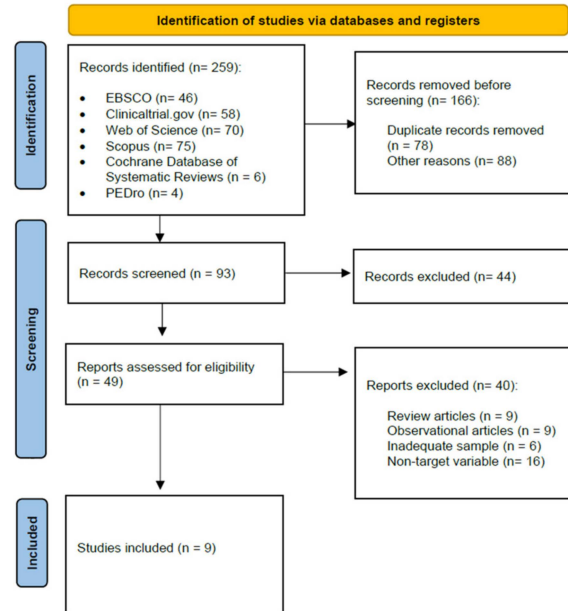 Identification of studies via databases and registers
Identification
Records identified (n= 259):
• EBSCO (n= 46)
• Clinicaltrial.gov (n= 58)
• Web of Science (n= 70)
• Scopus (n= 75)
• Cochrane Database of
Systematic Reviews (n = 6)
• PEDro (n= 4)
Records removed before
screening (n= 166):
Duplicate records removed
(n = 78)
Other reasons (n= 88)
Screening
Records screened (n = 93)
Records excluded (n= 44)
Reports assessed for eligibility
(n = 49)
Reports excluded (n= 40):
Review articles (n = 9)
Observational articles (n = 9)
Inadequate sample (n = 6)
Non-target variable (n= 16)
Included
Studies included (n = 9)